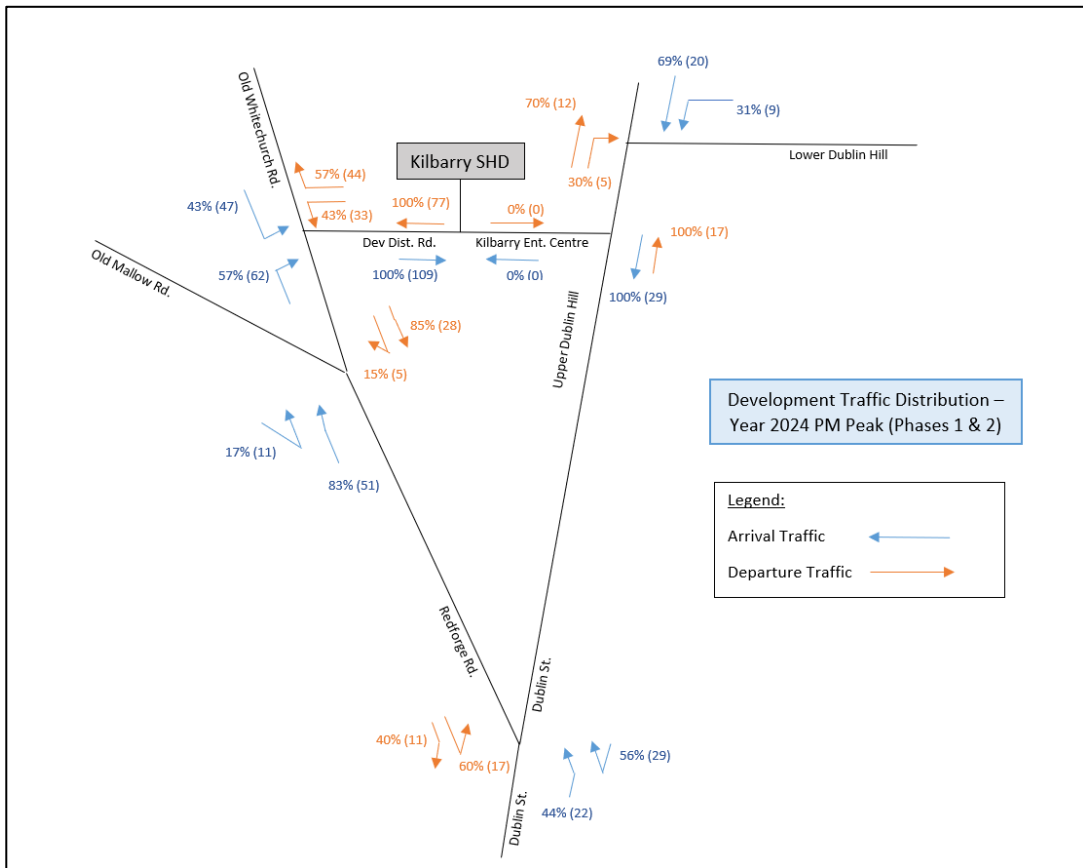 69% (20)
31% (9)
70% (12)
30% (5)
Lower Dublin Hill
Old Whitechurch Rd.
Kilbarry SHD
57% (44)
43% (33)
100% (77)
0% (0)
43% (47)
Dev Dist. Rd.
Kilbarry Ent. Centre
100% (17)
57% (62)
100% (109)
0% (0)
100% (29)
Old Mallow Rd.
Upper Dublin Hill
85% (28)
15% (5)
Development Traffic Distribution –
Year 2024 PM Peak (Phases 1 & 2)
17% (11)
83% (51)
Legend:
Arrival Traffic
Departure Traffic
Redforge Rd.
Dublin St.
40% (11)
60% (17)
56% (29)
44% (22)
Dublin St.